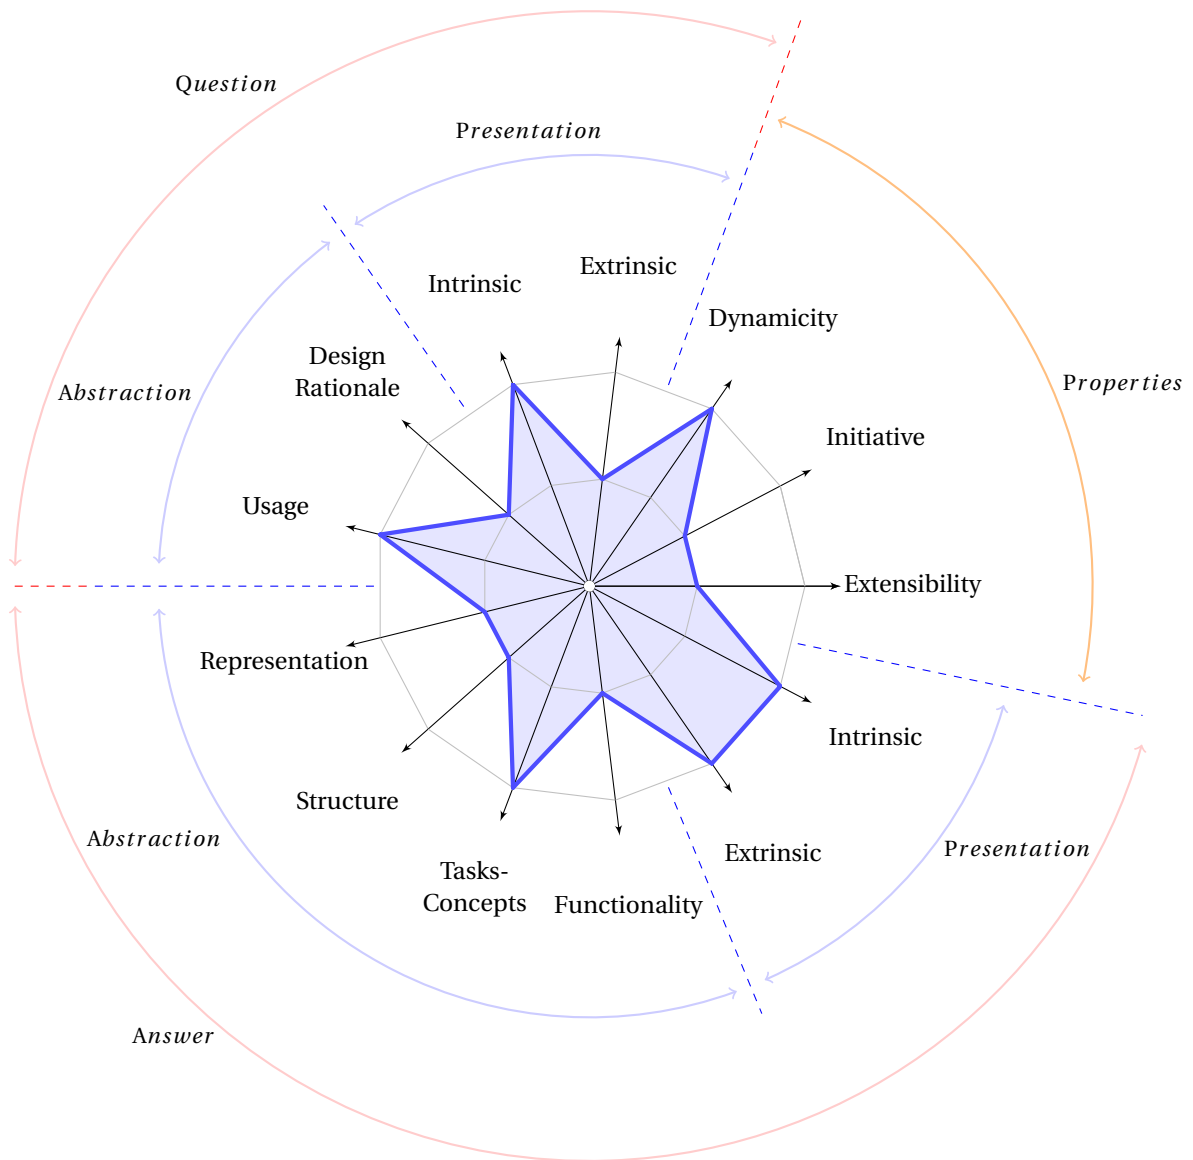 Question
Presentation
Extrinsic
Intrinsic
Dynamicity
Design
Rationale
Properties
Abstraction
Initiative
Usage
Extensibility
Representation
Intrinsic
Structure
Abstraction
Presentation
Extrinsic
Tasks-
Concepts
Functionality
Answer